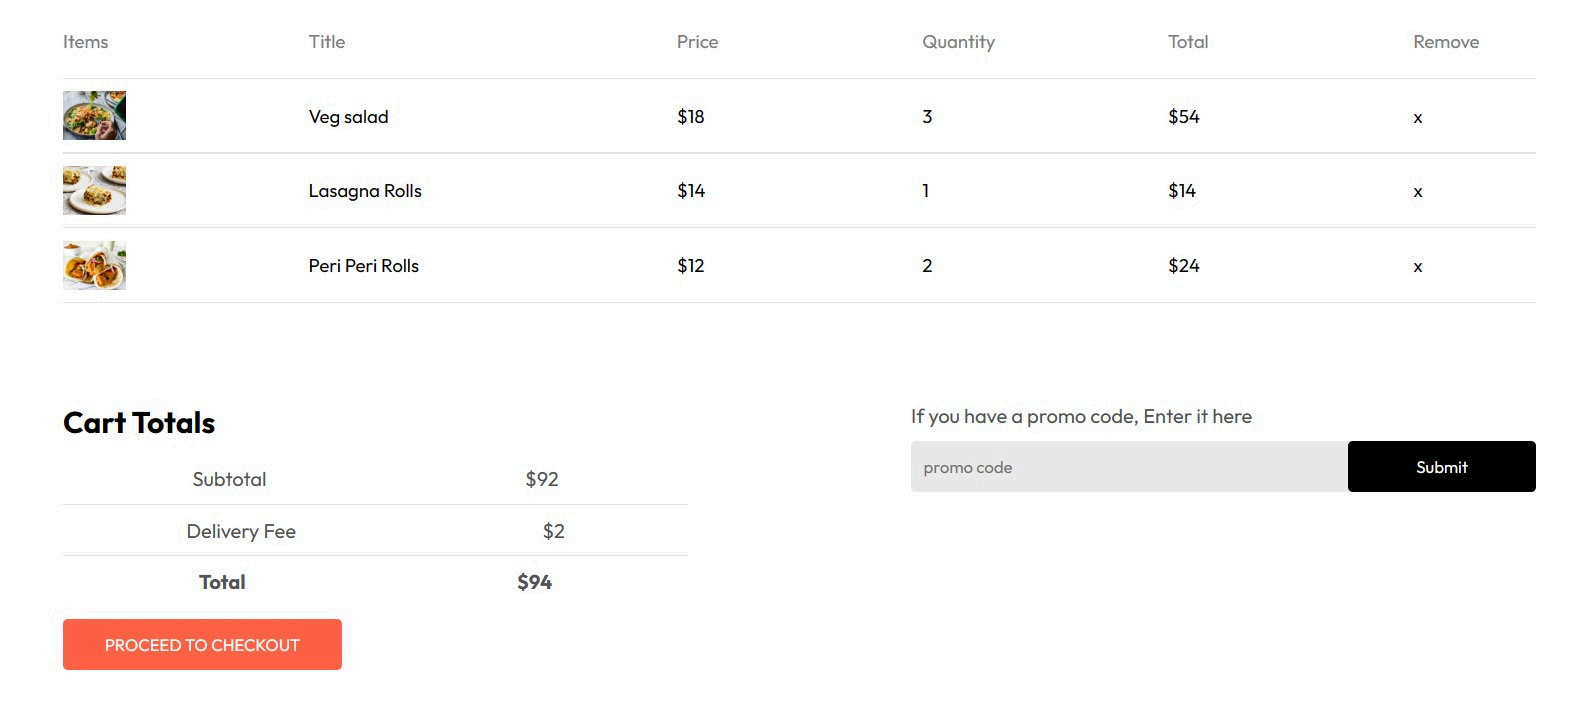 Items Title Price Quantity Total Remove
Veg salad $18 3 $54 x
Lasagna Rolls $14 1 $14 x
Peri Peri Rolls $12 2 $24 x
Cart Totals
Subtotal $92
Delivery Fee $2
Total $94
PROCEED TO CHECKOUT
If you have a promo code, Enter it here
promo code Submit